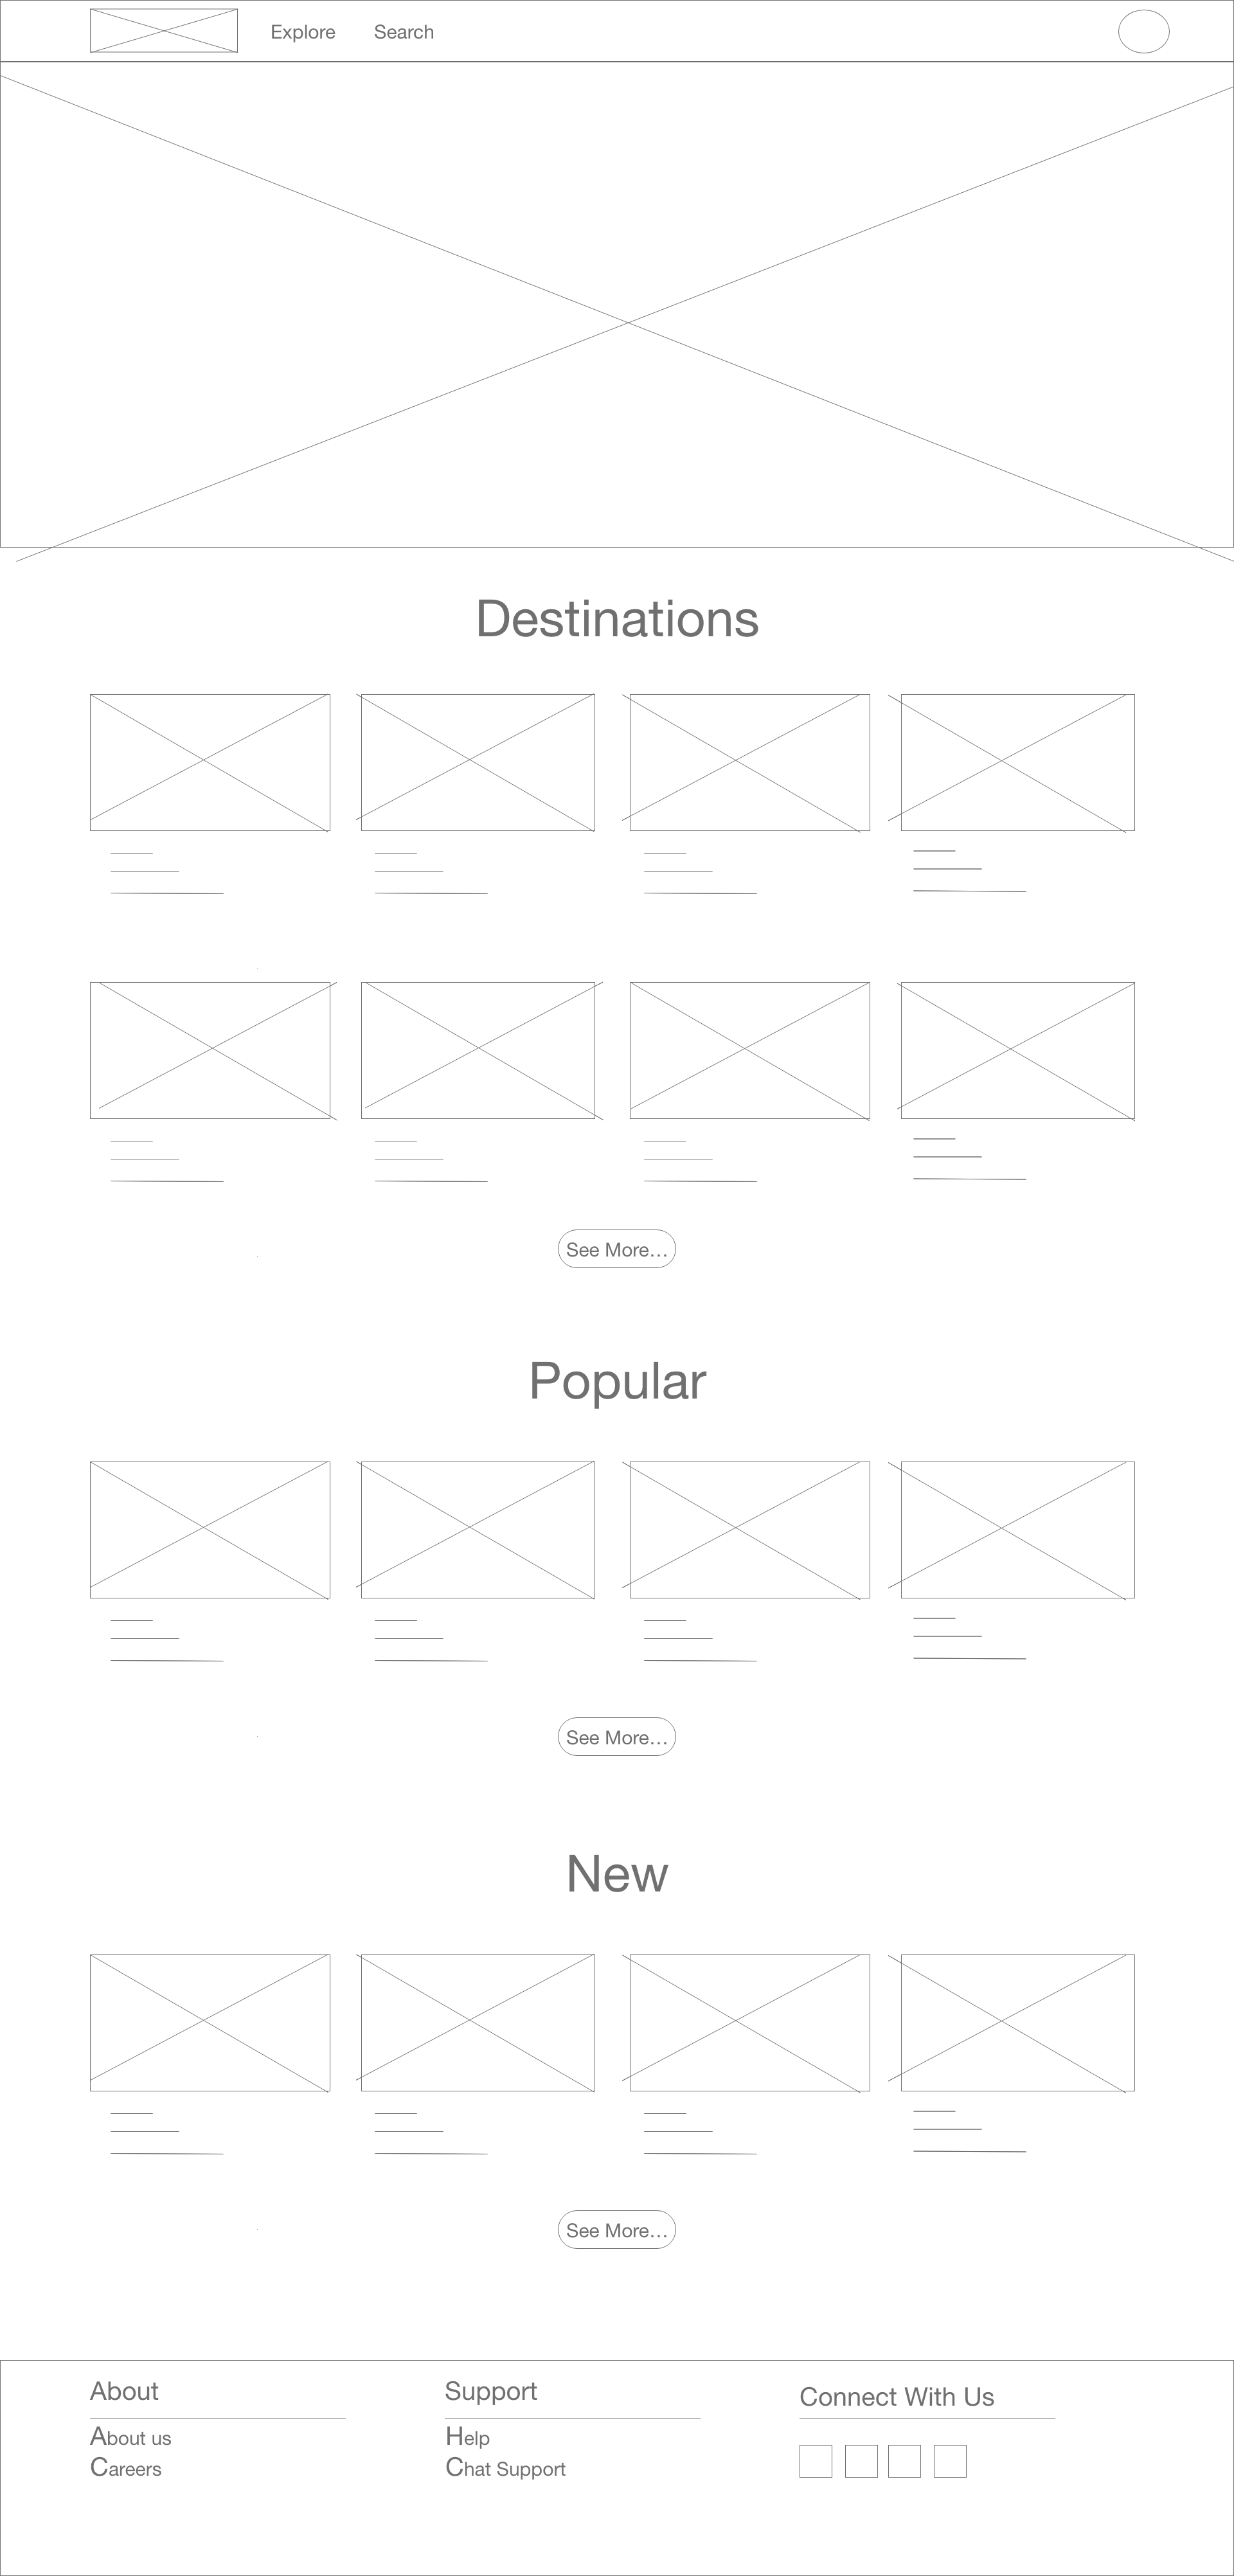 Explore Search
Destinations
See More...
Popular
See More...
New
See More...
About
About us
Careers
Support
Help
Chat Support
Connect With Us